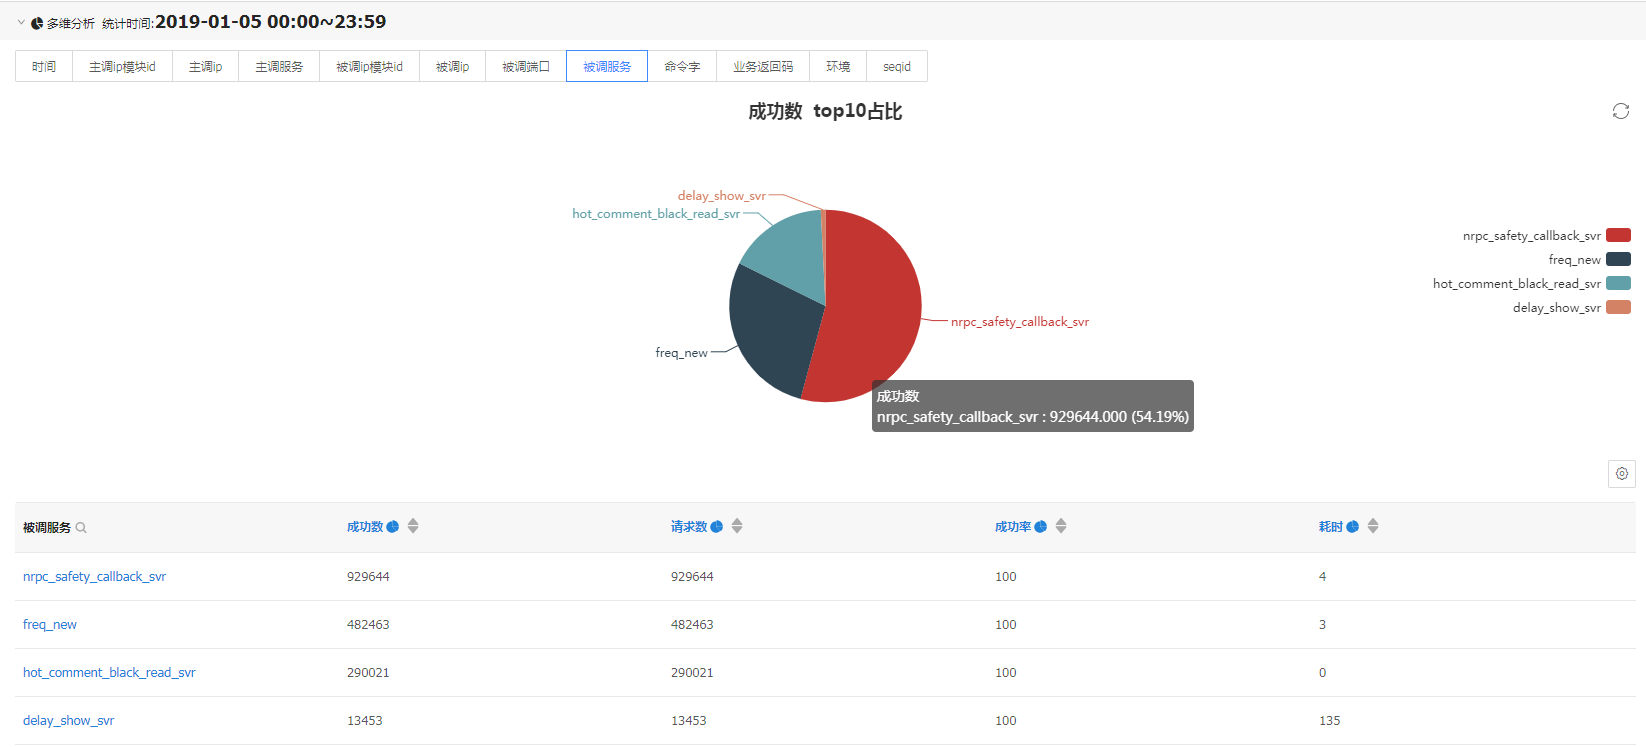 多维分析 统计时间:2019-01-05 00:00~23:59
时间 主调ip模块id 主调ip 主调服务 被调ip模块id 被调ip 被调端口 被调服务 命令字 业务返回码 环境 seqid
成功数 top10占比
delay_show_svr
hot_comment_black_read_svr
freq_new
nrpc_safety_callback_svr
成功数
nrpc_safety_callback_svr : 929644.000 (54.19%)
nrpc_safety_callback_svr
freq_new
hot_comment_black_read_svr
delay_show_svr
被调服务 成功数 请求数 成功率 耗时
nrpc_safety_callback_svr 929644 929644 100 4
freq_new 482463 482463 100 3
hot_comment_black_read_svr 290021 290021 100 0
delay_show_svr 13453 13453 100 135